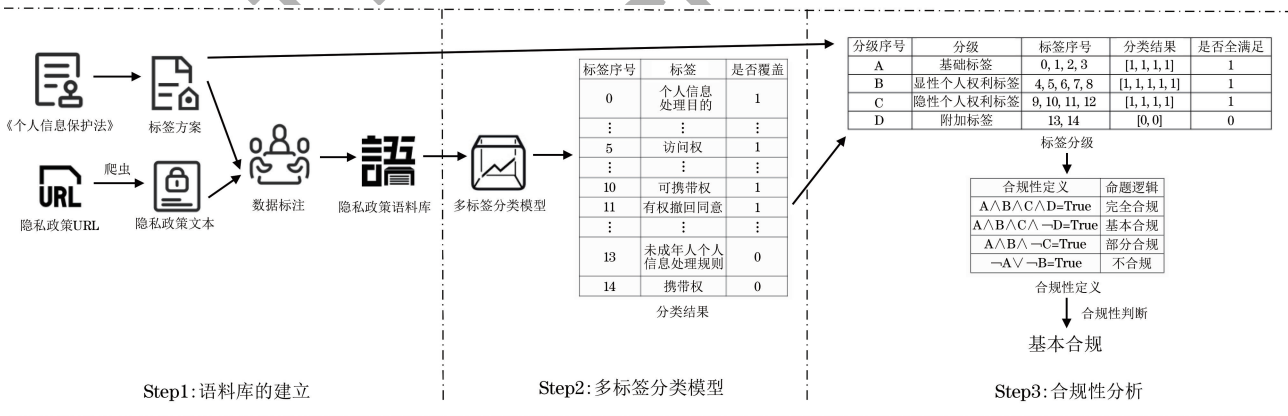 《个人信息保护法》
标签方案
URL
爬虫
隐私政策URL
隐私政策文本
数据标注
語
隐私政策语料库
Step1:语料库的建立
多标签分类模型
标签序号 标签 是否覆盖
0 个人信息
处理目的 1
⋮ ⋮ ⋮
5 访问权 1
⋮ ⋮ ⋮
10 可携带权 1
11 有权撤回同意 1
⋮ ⋮ ⋮
13 未成年人个人
信息处理规则 0
14 携带权 0
分类结果
Step2:多标签分类模型
分级序号 分级 标签序号 分类结果 是否全满足
A 基础标签 0, 1, 2, 3 [1, 1, 1, 1] 1
B 显性个人权利标签 4, 5, 6, 7, 8 [1, 1, 1, 1, 1] 1
C 隐性个人权利标签 9, 10, 11, 12 [1, 1, 1, 1] 1
D 附加标签 13, 14 [0, 0] 0
标签分级
合规性定义 命题逻辑
A∧B∧C∧D=True 完全合规
A∧B∧C∧¬D=True 基本合规
A∧B∧¬C=True 部分合规
¬A∨¬B=True 不合规
合规性定义
合规性判断
基本合规
Step3:合规性分析